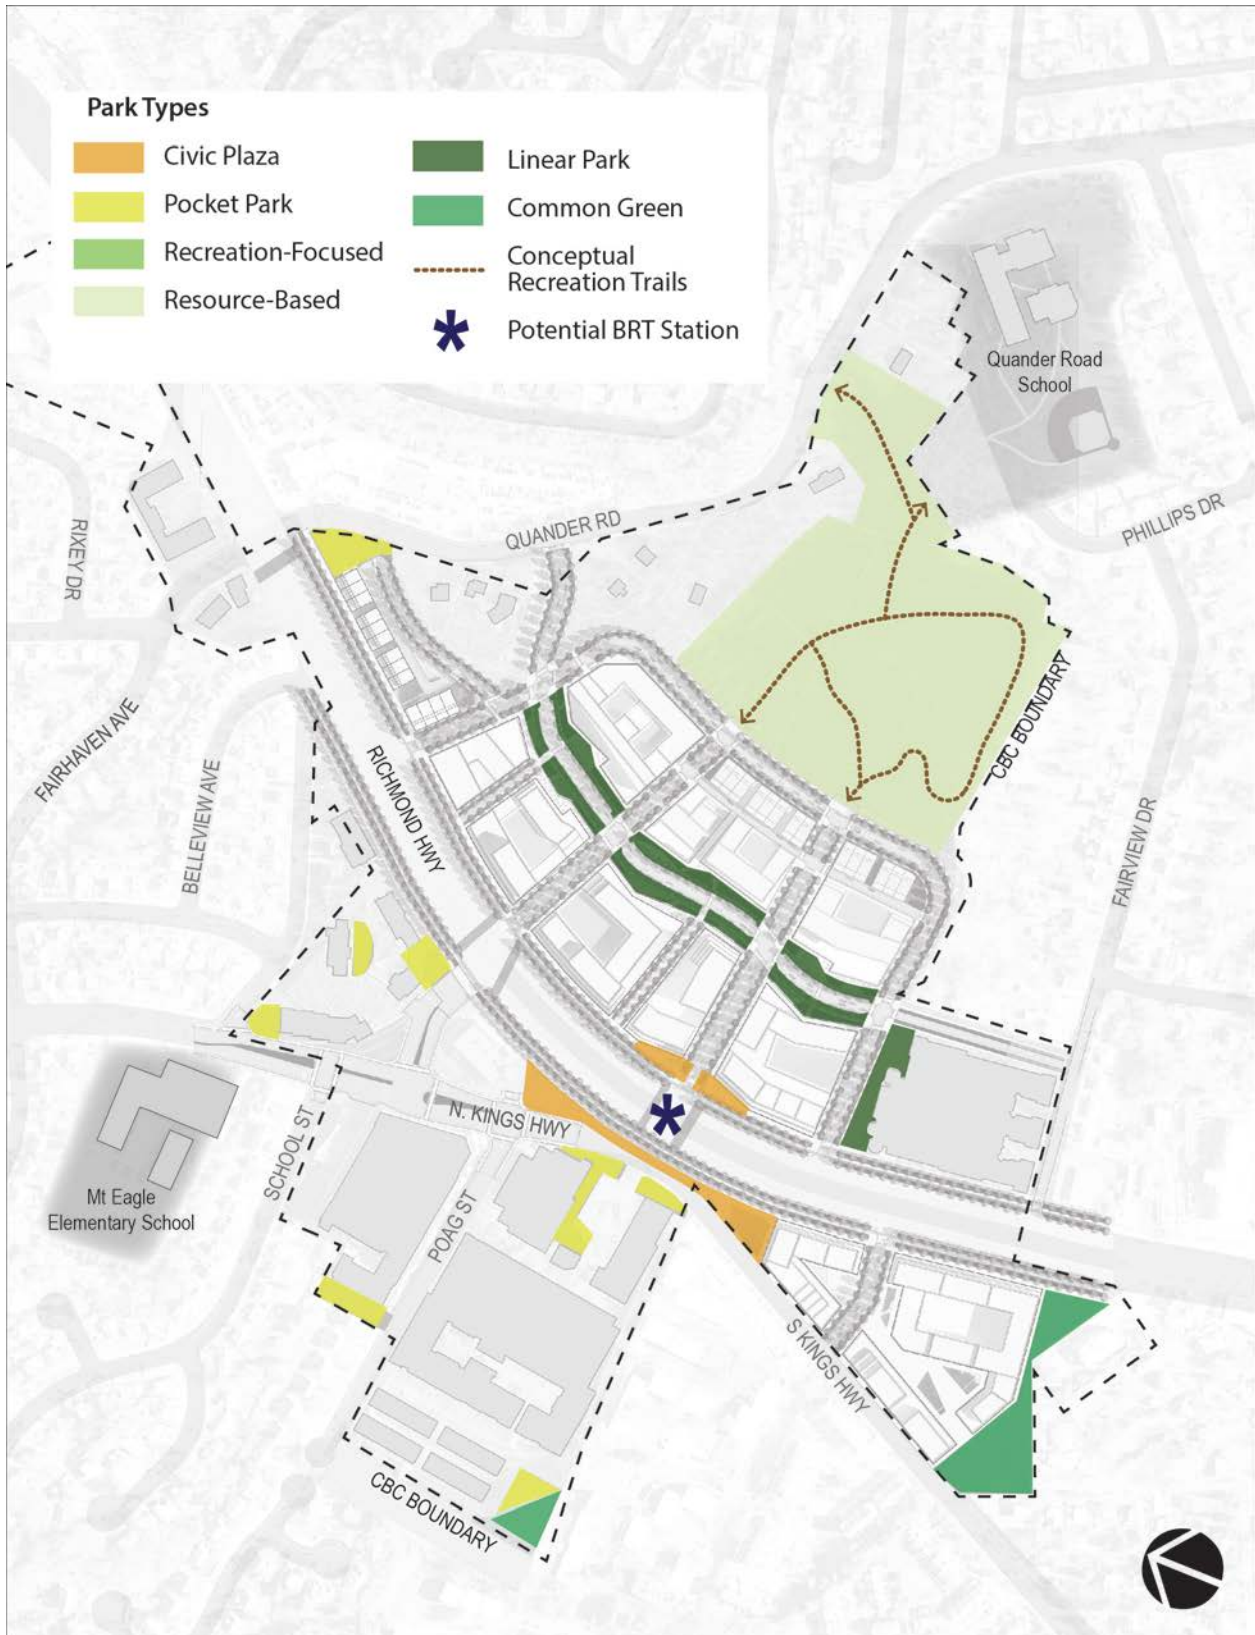 Park Types
Civic Plaza
Pocket Park
Recreation-Focused
Resource-Based
Linear Park
Common Green
Conceptual
Recreation Trails
Potential BRT Station
Quander Road
School
PHILLIPS DR
QUANDER RD
RIXEY DR
FAIRHAVEN AVE
BELLEVIEW AVE
RICHMOND HWY
CBC BOUNDARY
FAIRVIEW DR
N. KINGS HWY
SCHOOL ST
POAG ST
Mt Eagle
Elementary School
S KINGS HWY
CBC BOUNDARY